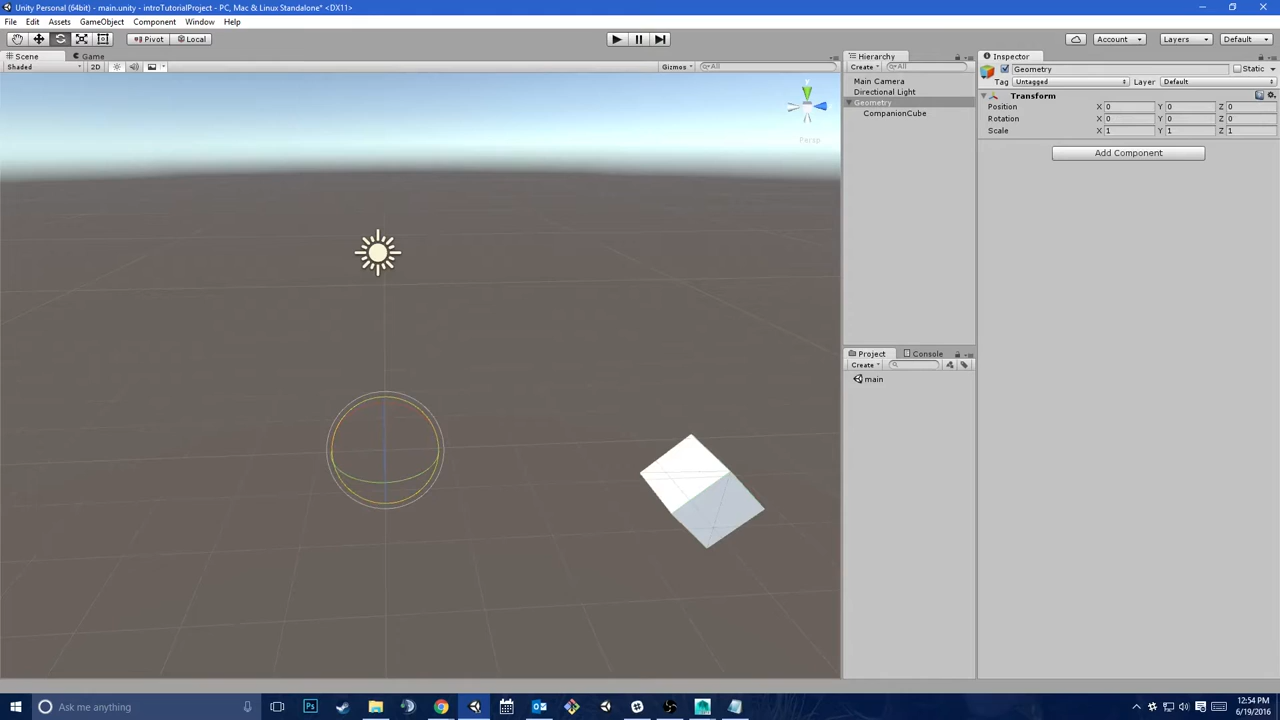 Unity Personal (64bit) - main.unity - introTutorialProject - PC, Mac & Linux Standalone* <DX11>
File Edit Assets GameObject Component Window Help
Pivot Local Account Layers Default
Scene Game Hierarchy Inspector
Shaded 2D Gizmos All Create All Geometry Static
Tag Untagged Layer Default
Main Camera
Directional Light
Geometry
CompanionCube
y
Persp
Transform
Position X 0 Y 0 Z 0
Rotation X 0 Y 0 Z 0
Scale X 1 Y 1 Z 1
Add Component
Project Console
Create
main
Ask me anything
12:54 PM
6/19/2016